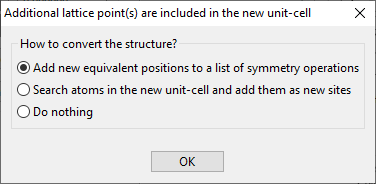 Additional lattice point(s) are included in the new unit-cell
How to convert the structure?
Add new equivalent positions to a list of symmetry operations
Search atoms in the new unit-cell and add them as new sites
Do nothing
OK